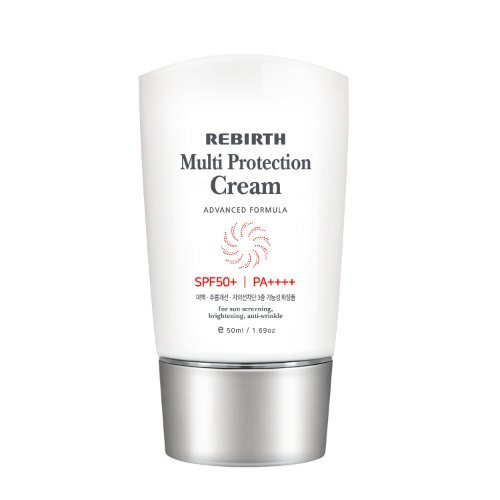 REBIRTH
Multi Protection
Cream
ADVANCED FORMULA
SPF50+ | PA++++
미백·주름개선·자외선차단 3중 기능성 화장품
for sun screening,
brightening, anti-wrinkle
e 50ml / 1.69oz